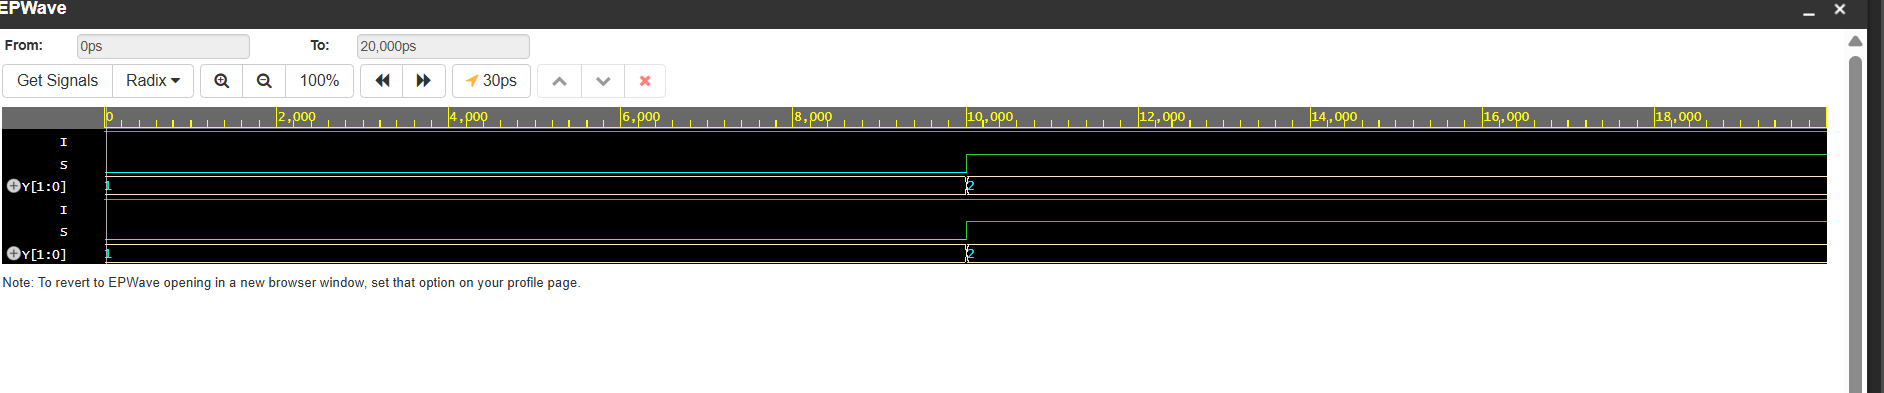 EPWave
From: 0ps To: 20,000ps
Get Signals Radix 100% 30ps
0 2,000 4,000 6,000 8,000 10,000 12,000 14,000 16,000 18,000
I
S
Y[1:0] 1 2
I
S
Y[1:0] 1 2
Note: To revert to EPWave opening in a new browser window, set that option on your profile page.